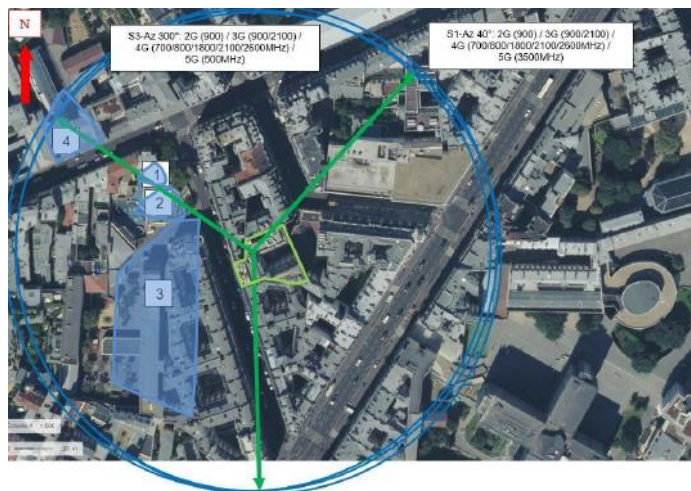 N
S3-Az 300°: 2G (900) / 3G (900/2100) /
4G (700/800/1800/2100/2600MHz) /
5G (500MHz)
S1-Az 40°: 2G (900) / 3G (900/2100) /
4G (700/800/1800/2100/2600MHz) /
5G (3500MHz)
4
1
2
3